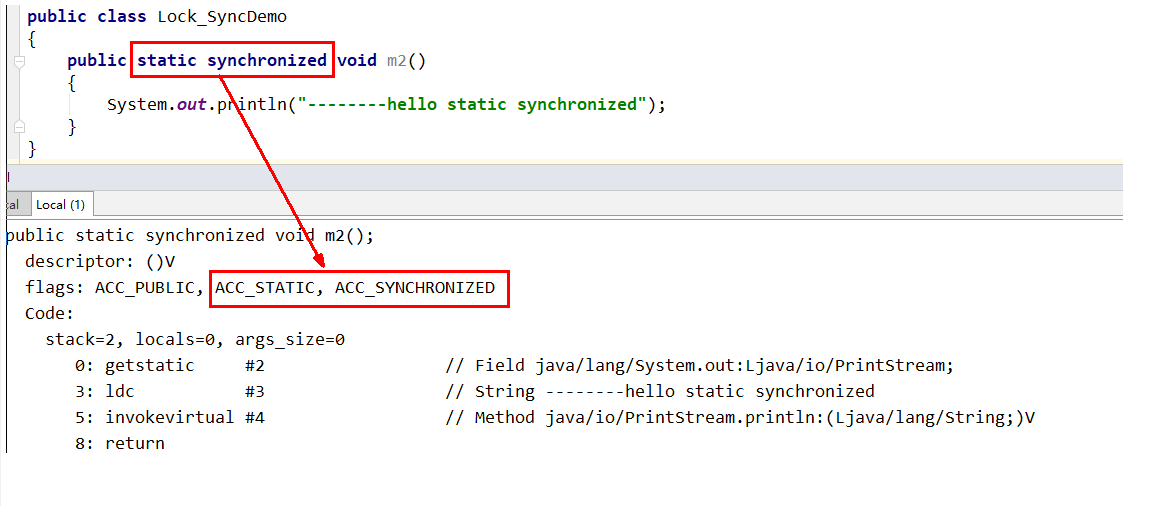 public class Lock_SyncDemo
{
    public static synchronized void m2()
    {
        System.out.println("--------hello static synchronized");
    }
}
Local (1)
public static synchronized void m2();
  descriptor: ()V
  flags: ACC_PUBLIC, ACC_STATIC, ACC_SYNCHRONIZED
  Code:
    stack=2, locals=0, args_size=0
       0: getstatic     #2                  // Field java/lang/System.out:Ljava/io/PrintStream;
       3: ldc           #3                  // String --------hello static synchronized
       5: invokevirtual #4                  // Method java/io/PrintStream.println:(Ljava/lang/String;)V
       8: return